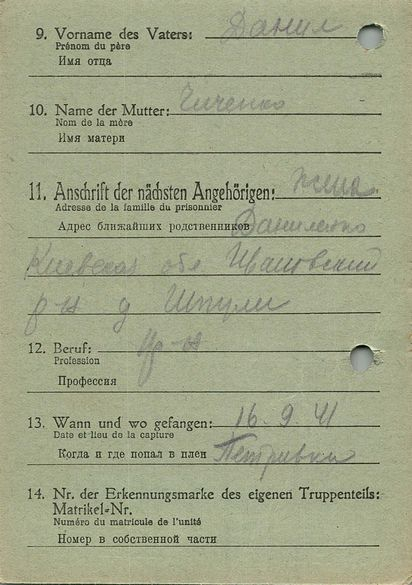 9. Vorname des Vaters: Данил
Prénom du père
Имя отца
10. Name der Mutter: Гиченко
Nom de la mère
Имя матери
11. Anschrift der nächsten Angehörigen: жена
Adresse de la famille du prisonnier
Адрес ближайших родственников Даниленко
Киевская обл
р-н д Шпули
12. Beruf:
Profession
Профессия
13. Wann und wo gefangen: 16.9.41
Date et lieu de la capture
Когда и где попал в плен Петривки
14. Nr. der Erkennungsmarke des eigenen Truppenteils:
Matrikel-Nr.
Numéro du matricule de l'unité
Номер в собственной части